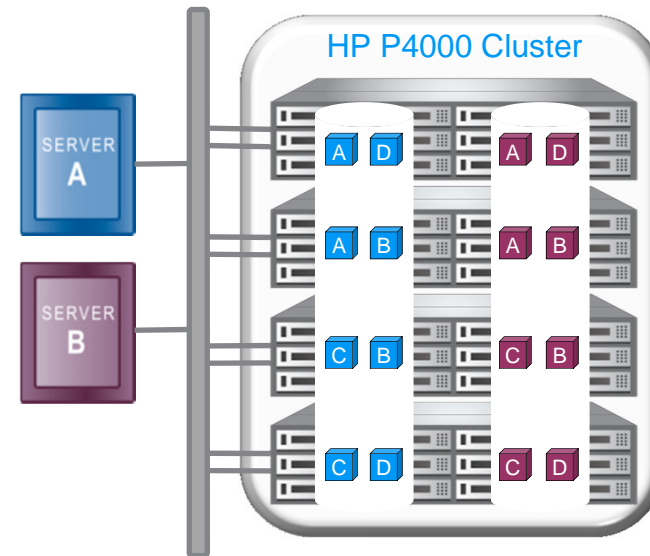 HP P4000 Cluster
SERVER
A
SERVER
B
A D A D
A B A B
C B C B
C D C D